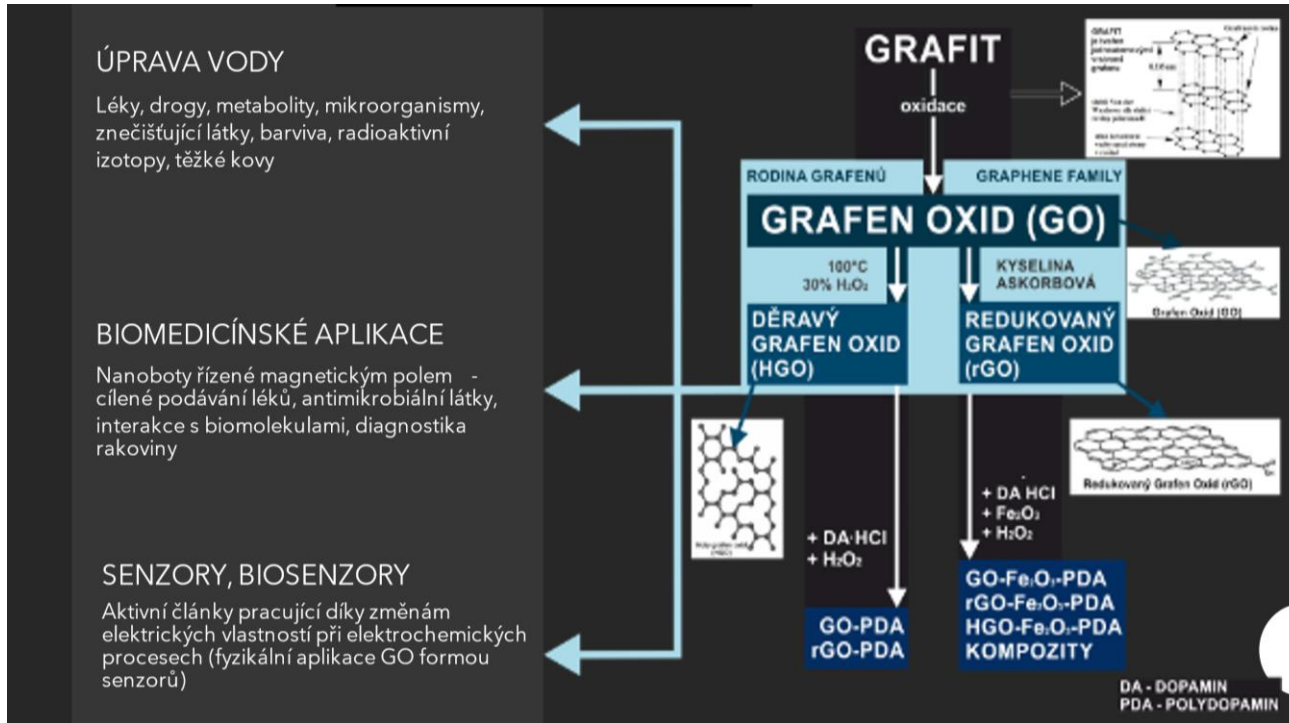 ÚPRAVA VODY
Léky, drogy, metabolity, mikroorganismy,
znečišťující látky, barviva, radioaktivní
izotopy, těžké kovy
BIOMEDICÍNSKÉ APLIKACE
Nanoboty řízené magnetickým polem -
cílené podávání léků, antimikrobiální látky,
interakce s biomolekulami, diagnostika
rakoviny
SENZORY, BIOSENZORY
Aktivní články pracující díky změnám
elektrických vlastností při elektrochemických
procesech (fyzikální aplikace GO formou
senzorů)
GRAFIT
oxidace
GRAFIT
RODINA GRAFENŮ
GRAPHENE FAMILY
GRAFEN OXID (GO)
100°C
30% H₂O₂
KYSELINA
ASKORBOVÁ
Grafen Oxid (GO)
DĚRAVÝ
GRAFEN OXID
(HGO)
REDUKOVANÝ
GRAFEN OXID
(rGO)
Redukovaný Grafen Oxid (rGO)
+ DA·HCl
+ H₂O₂
+ DA HCl
+ Fe₂O₃
+ H₂O₂
GO-PDA
rGO-PDA
GO-Fe₂O₃-PDA
rGO-Fe₂O₃-PDA
HGO-Fe₂O₃-PDA
KOMPOZITY
DA - DOPAMIN
PDA - POLYDOPAMIN